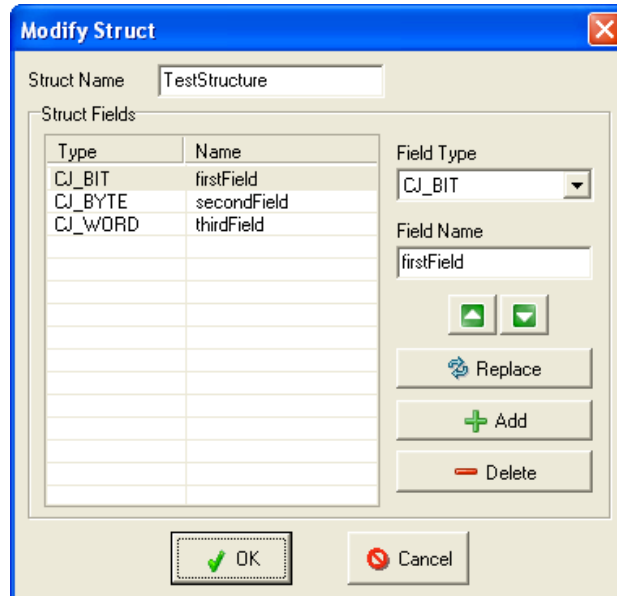 Modify Struct
Struct Name TestStructure
Struct Fields
Type Name
CJ_BIT firstField
CJ_BYTE secondField
CJ_WORD thirdField
Field Type
CJ_BIT
Field Name
firstField
Replace
Add
Delete
OK Cancel